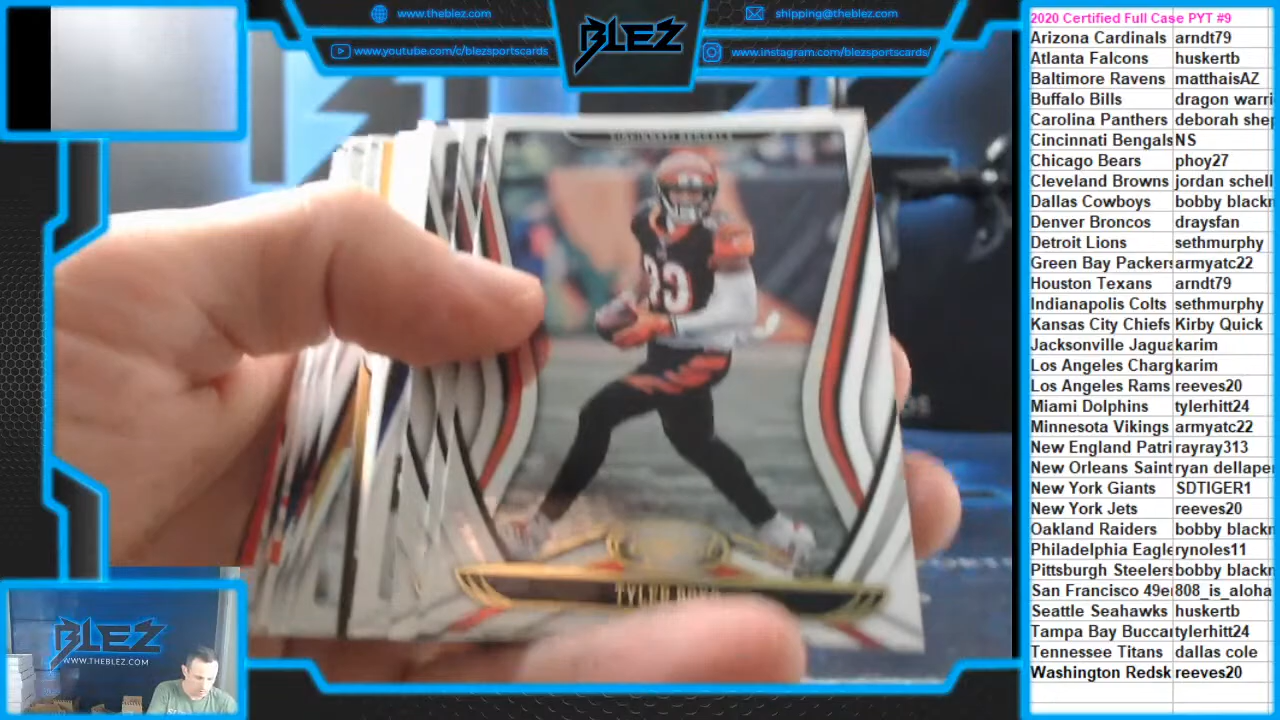 www.theblez.com
shipping@theblez.com
www.youtube.com/c/blezsportscards
BLEZ
www.instagram.com/blezsportscards/
2020 Certified Full Case PYT #9
Arizona Cardinals arndt79
Atlanta Falcons huskertb
Baltimore Ravens matthaisAZ
Buffalo Bills dragon warri
Carolina Panthers deborah shep
Cincinnati Bengals NS
Chicago Bears phoy27
Cleveland Browns jordan schell
Dallas Cowboys bobby blackn
Denver Broncos draysfan
Detroit Lions sethmurphy
Green Bay Packers armyatc22
Houston Texans arndt79
Indianapolis Colts sethmurphy
Kansas City Chiefs Kirby Quick
Jacksonville Jagua karim
Los Angeles Charg karim
Los Angeles Rams reeves20
Miami Dolphins tylerhitt24
Minnesota Vikings armyatc22
New England Patri rayray313
New Orleans Saint ryan dellape
New York Giants SDTIGER1
New York Jets reeves20
Oakland Raiders bobby blackn
Philadelphia Eagle rynoles11
Pittsburgh Steelers bobby blackn
San Francisco 49e 808_is_aloha
Seattle Seahawks huskertb
Tampa Bay Buccar tylerhitt24
Tennessee Titans dallas cole
Washington Redsk reeves20
CINCINNATI BENGALS
83
TYLER BOYD
BLEZ
WWW.THEBLEZ.COM